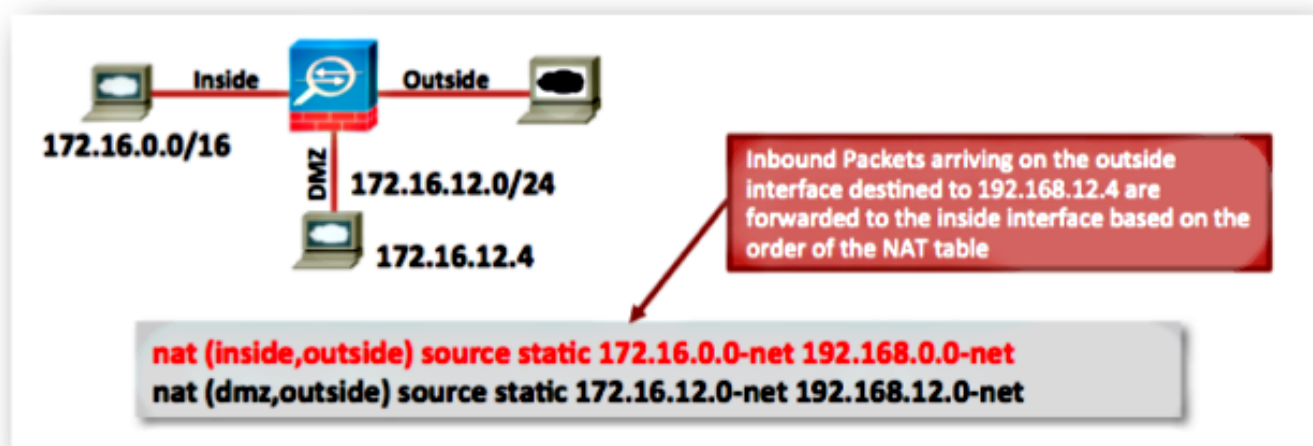 Inside
Outside
172.16.0.0/16
DMZ
172.16.12.0/24
172.16.12.4
Inbound Packets arriving on the outside
interface destined to 192.168.12.4 are
forwarded to the inside interface based on the
order of the NAT table
nat (inside,outside) source static 172.16.0.0-net 192.168.0.0-net
nat (dmz,outside) source static 172.16.12.0-net 192.168.12.0-net